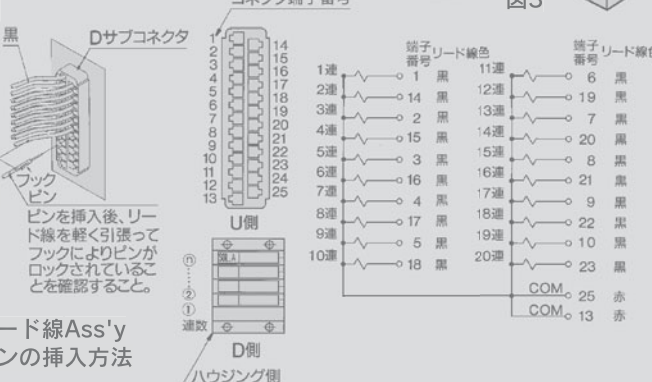 コネクタ端子番号
図3
黒
Dサブコネクタ
フック
ピン
ピンを挿入後、リー
ド線を軽く引張って
フックによりピンが
ロックされているこ
とを確認すること。
ード線Ass'y
ンの挿入方法
1
2
3
4
5
6
7
8
9
10
11
12
13
14
15
16
17
18
19
20
21
22
23
24
25
U側
ⓝ
②
①
連数
SOL.A
D側
ハウジング側
端子番号 リード線色
1連 1 黒
2連 14 黒
3連 2 黒
4連 15 黒
5連 3 黒
6連 16 黒
7連 4 黒
8連 17 黒
9連 5 黒
10連 18 黒
端子番号 リード線色
11連 6 黒
12連 19 黒
13連 7 黒
14連 20 黒
15連 8 黒
16連 21 黒
17連 9 黒
18連 22 黒
19連 10 黒
20連 23 黒
COM 25 赤
COM 13 赤